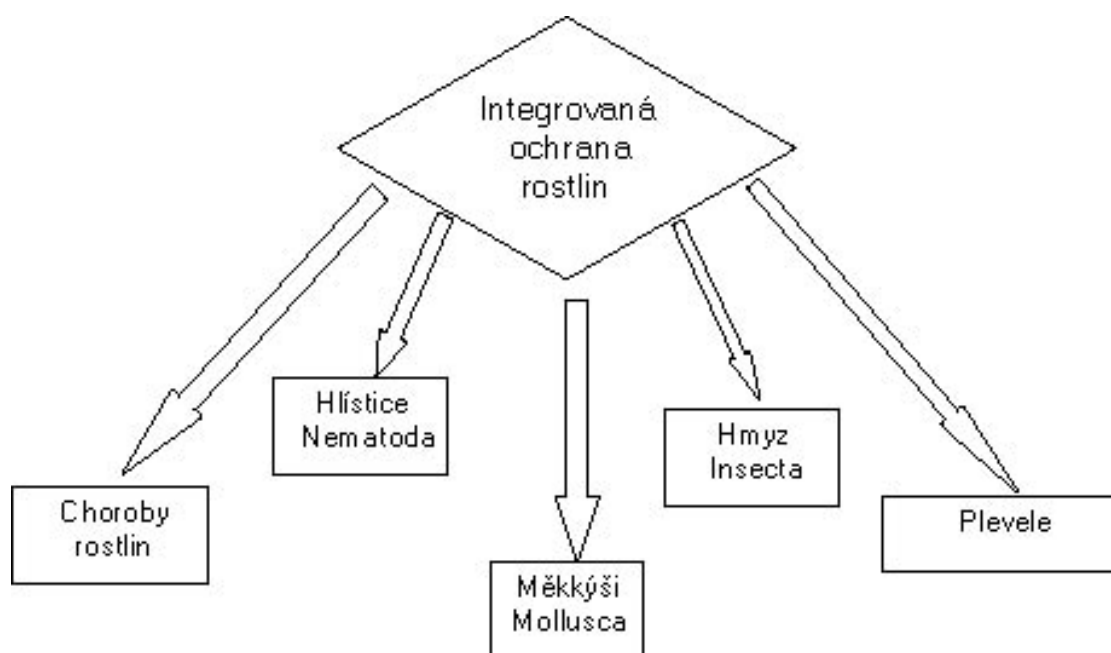 Integrovaná
ochrana
rostlin
Hlístice
Nematoda
Hmyz
Insecta
Choroby
rostlin
Plevele
Měkkýši
Mollusca